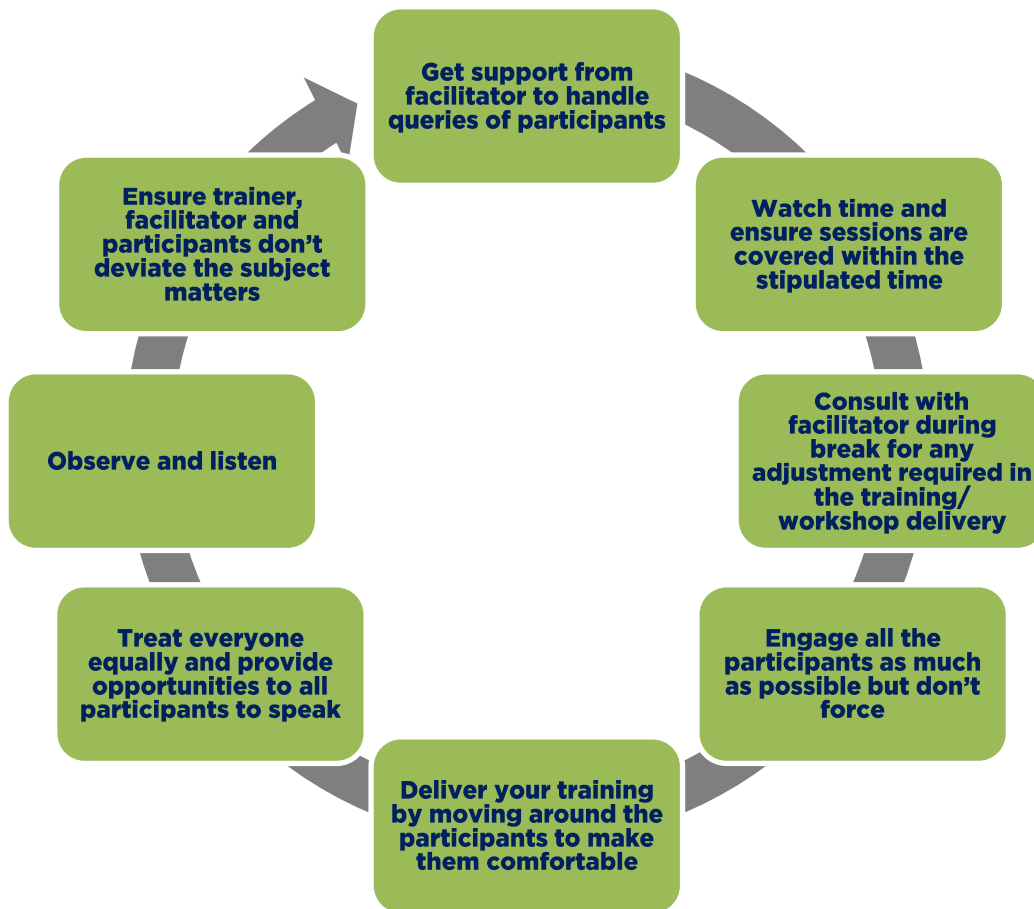 Get support from
facilitator to handle
queries of participants
Watch time and
ensure sessions are
covered within the
stipulated time
Consult with
facilitator during
break for any
adjustment required in
the training/
workshop delivery
Engage all the
participants as much
as possible but don’t
force
Deliver your training
by moving around the
participants to make
them comfortable
Treat everyone
equally and provide
opportunities to all
participants to speak
Observe and listen
Ensure trainer,
facilitator and
participants don’t
deviate the subject
matters